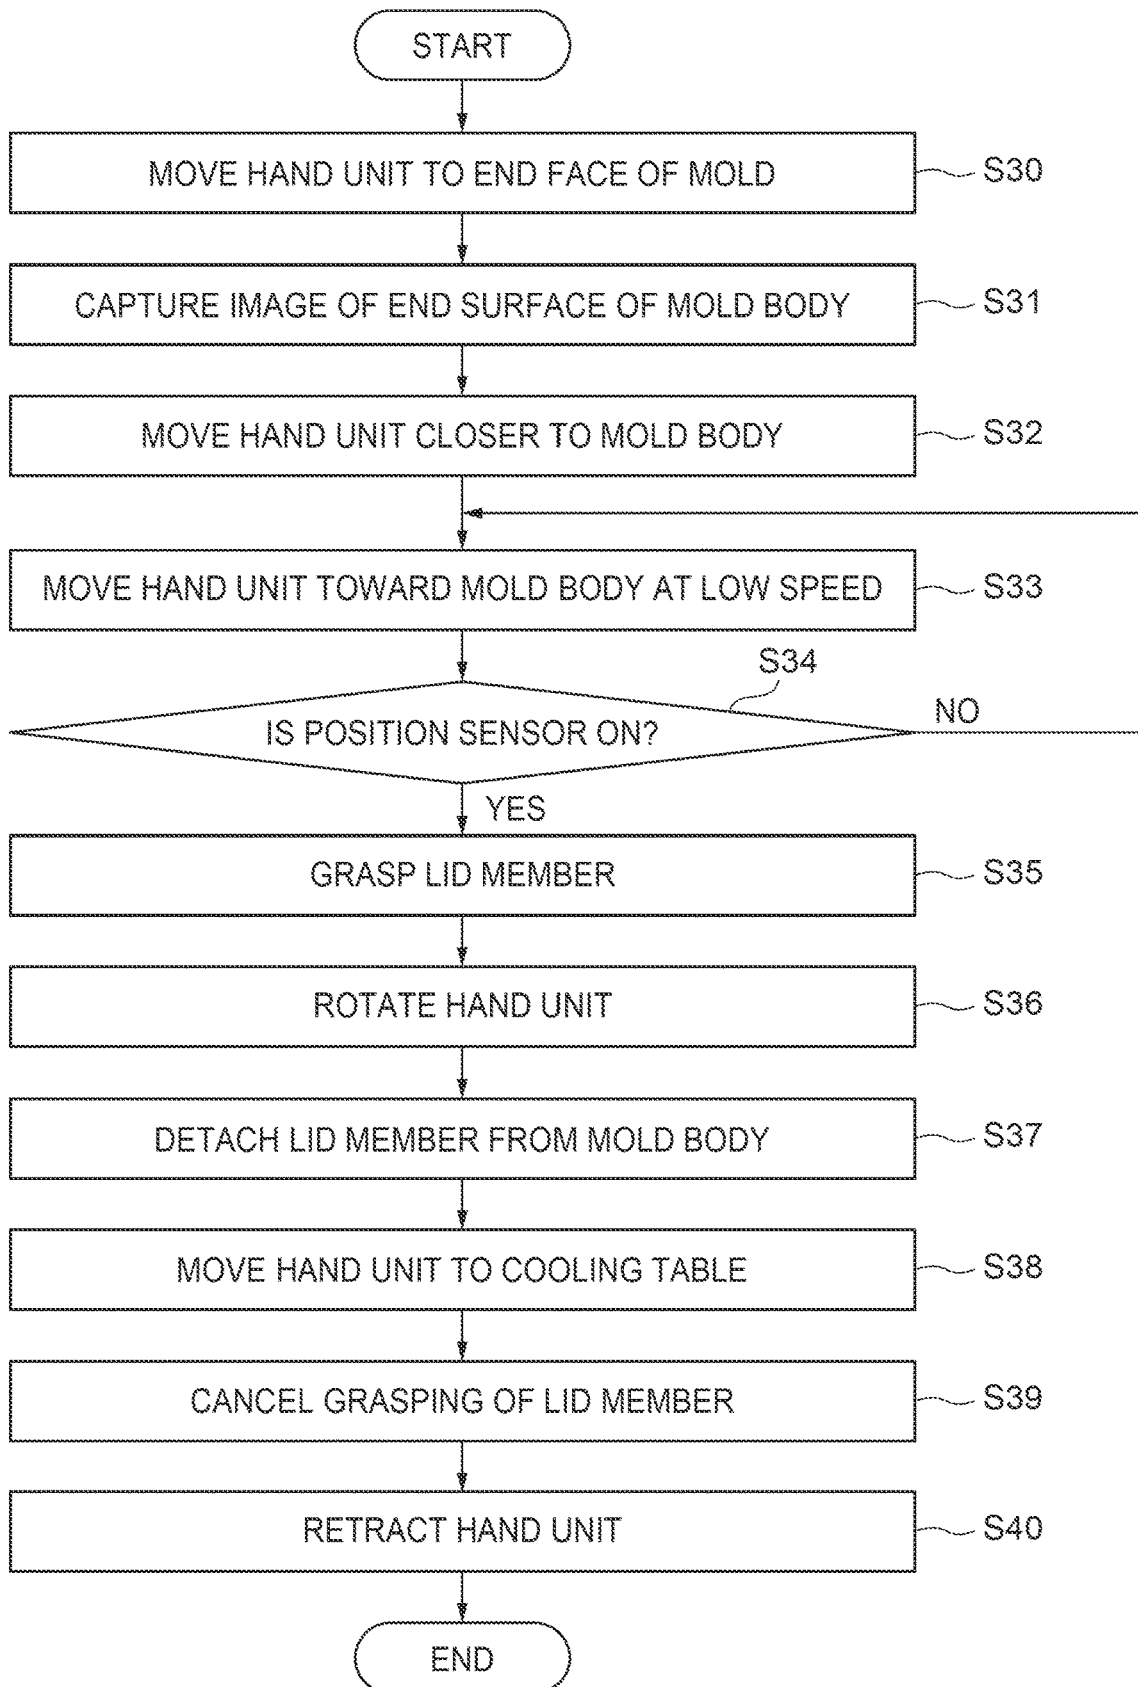 START
MOVE HAND UNIT TO END FACE OF MOLD
S30
CAPTURE IMAGE OF END SURFACE OF MOLD BODY
S31
MOVE HAND UNIT CLOSER TO MOLD BODY
S32
MOVE HAND UNIT TOWARD MOLD BODY AT LOW SPEED
S33
S34
IS POSITION SENSOR ON?
NO
YES
GRASP LID MEMBER
S35
ROTATE HAND UNIT
S36
DETACH LID MEMBER FROM MOLD BODY
S37
MOVE HAND UNIT TO COOLING TABLE
S38
CANCEL GRASPING OF LID MEMBER
S39
RETRACT HAND UNIT
S40
END